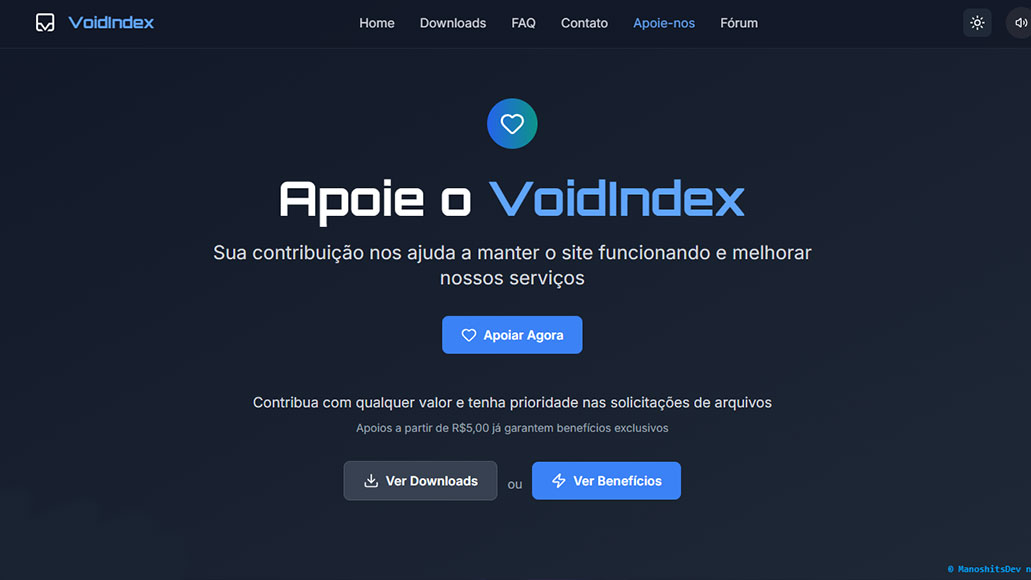 VoidIndex
Home Downloads FAQ Contato Apoie-nos Fórum
Apoie o VoidIndex
Sua contribuição nos ajuda a manter o site funcionando e melhorar
nossos serviços
Apoiar Agora
Contribua com qualquer valor e tenha prioridade nas solicitações de arquivos
Apoios a partir de R$5,00 já garantem benefícios exclusivos
Ver Downloads ou Ver Benefícios
© ManoshitsDev